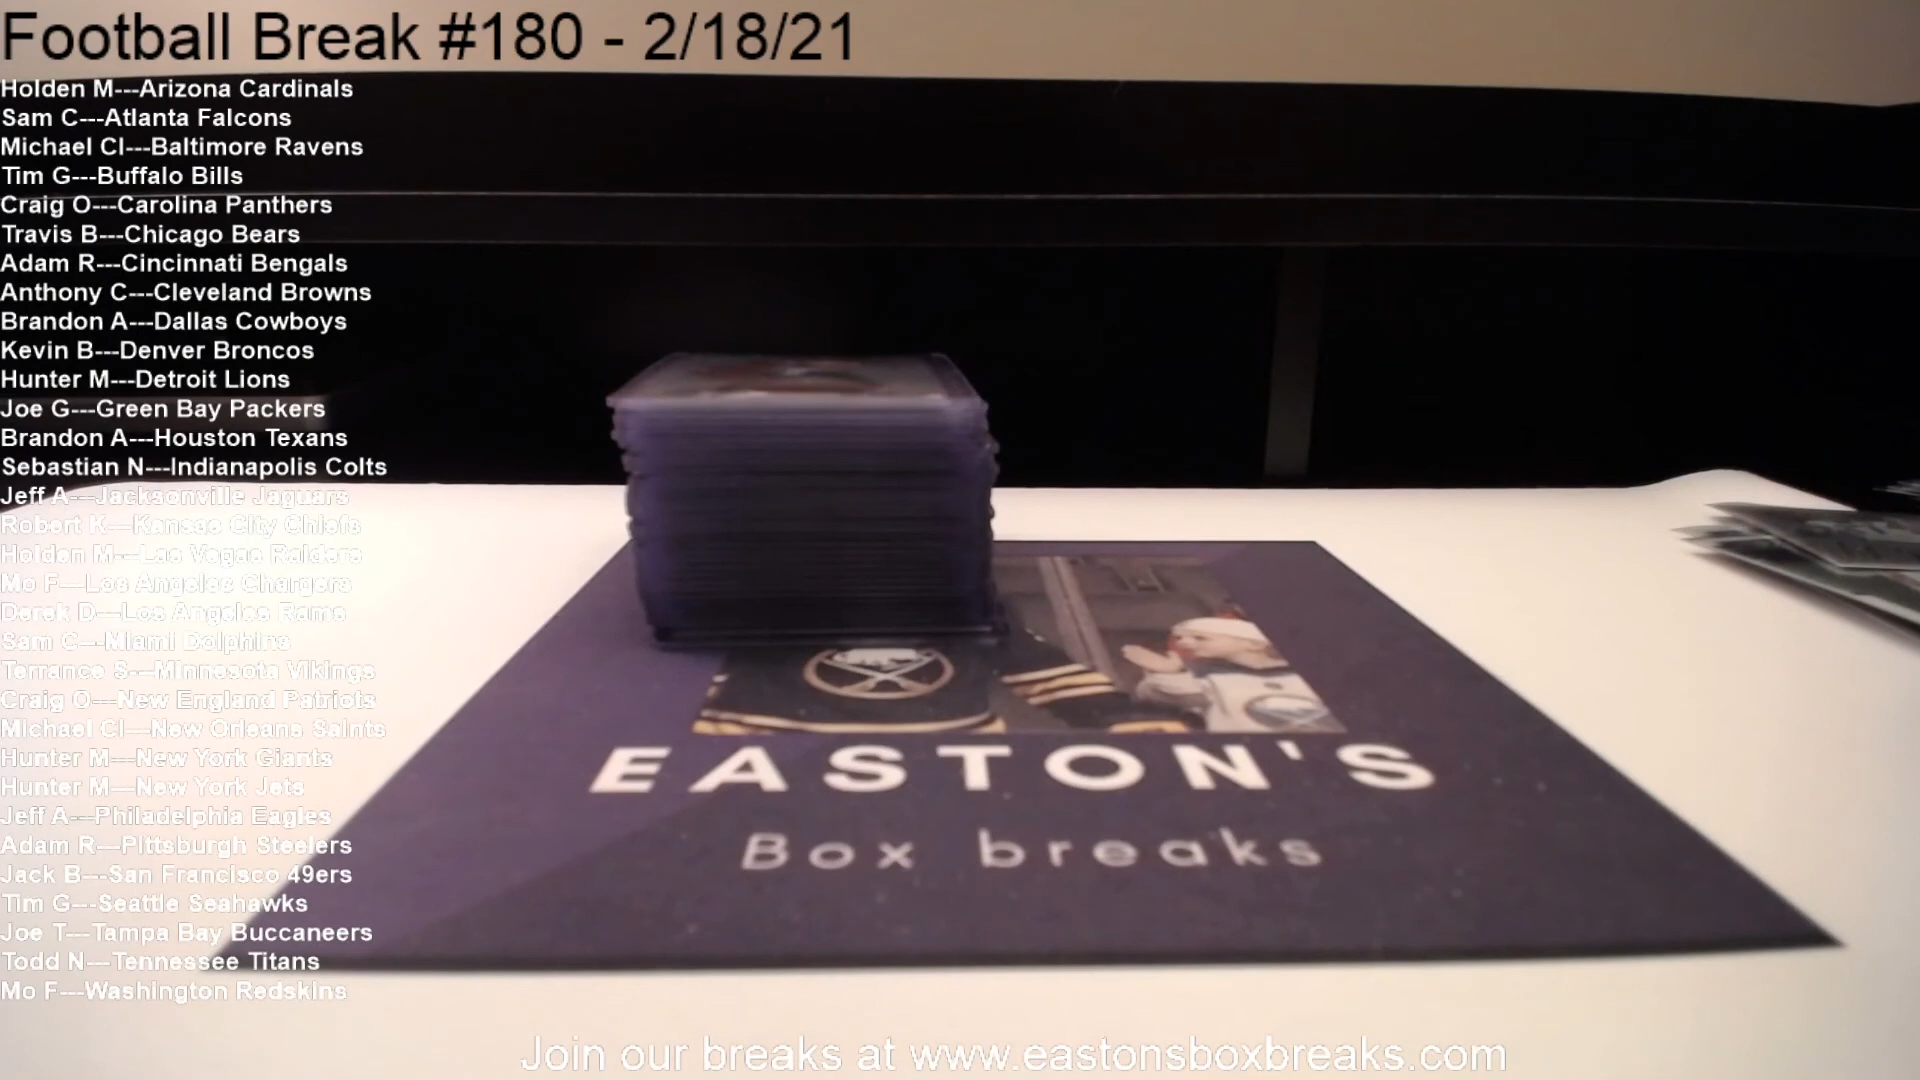 Football Break #180 - 2/18/21
Holden M---Arizona Cardinals
Sam C---Atlanta Falcons
Michael Cl---Baltimore Ravens
Tim G---Buffalo Bills
Craig O---Carolina Panthers
Travis B---Chicago Bears
Adam R---Cincinnati Bengals
Anthony C---Cleveland Browns
Brandon A---Dallas Cowboys
Kevin B---Denver Broncos
Hunter M---Detroit Lions
Joe G---Green Bay Packers
Brandon A---Houston Texans
Sebastian N---Indianapolis Colts
Jeff A---Jacksonville Jaguars
Robert K---Kansas City Chiefs
Holden M---Las Vegas Raiders
Mo F---Los Angeles Chargers
Derek D---Los Angeles Rams
Sam C---Miami Dolphins
Terrance S---Minnesota Vikings
Craig O---New England Patriots
Michael Cl---New Orleans Saints
Hunter M---New York Giants
Hunter M---New York Jets
Jeff A---Philadelphia Eagles
Adam R---Pittsburgh Steelers
Jack B---San Francisco 49ers
Tim G---Seattle Seahawks
Joe T---Tampa Bay Buccaneers
Todd N---Tennessee Titans
Mo F---Washington Redskins
EASTON'S
Box breaks
Join our breaks at www.eastonsboxbreaks.com